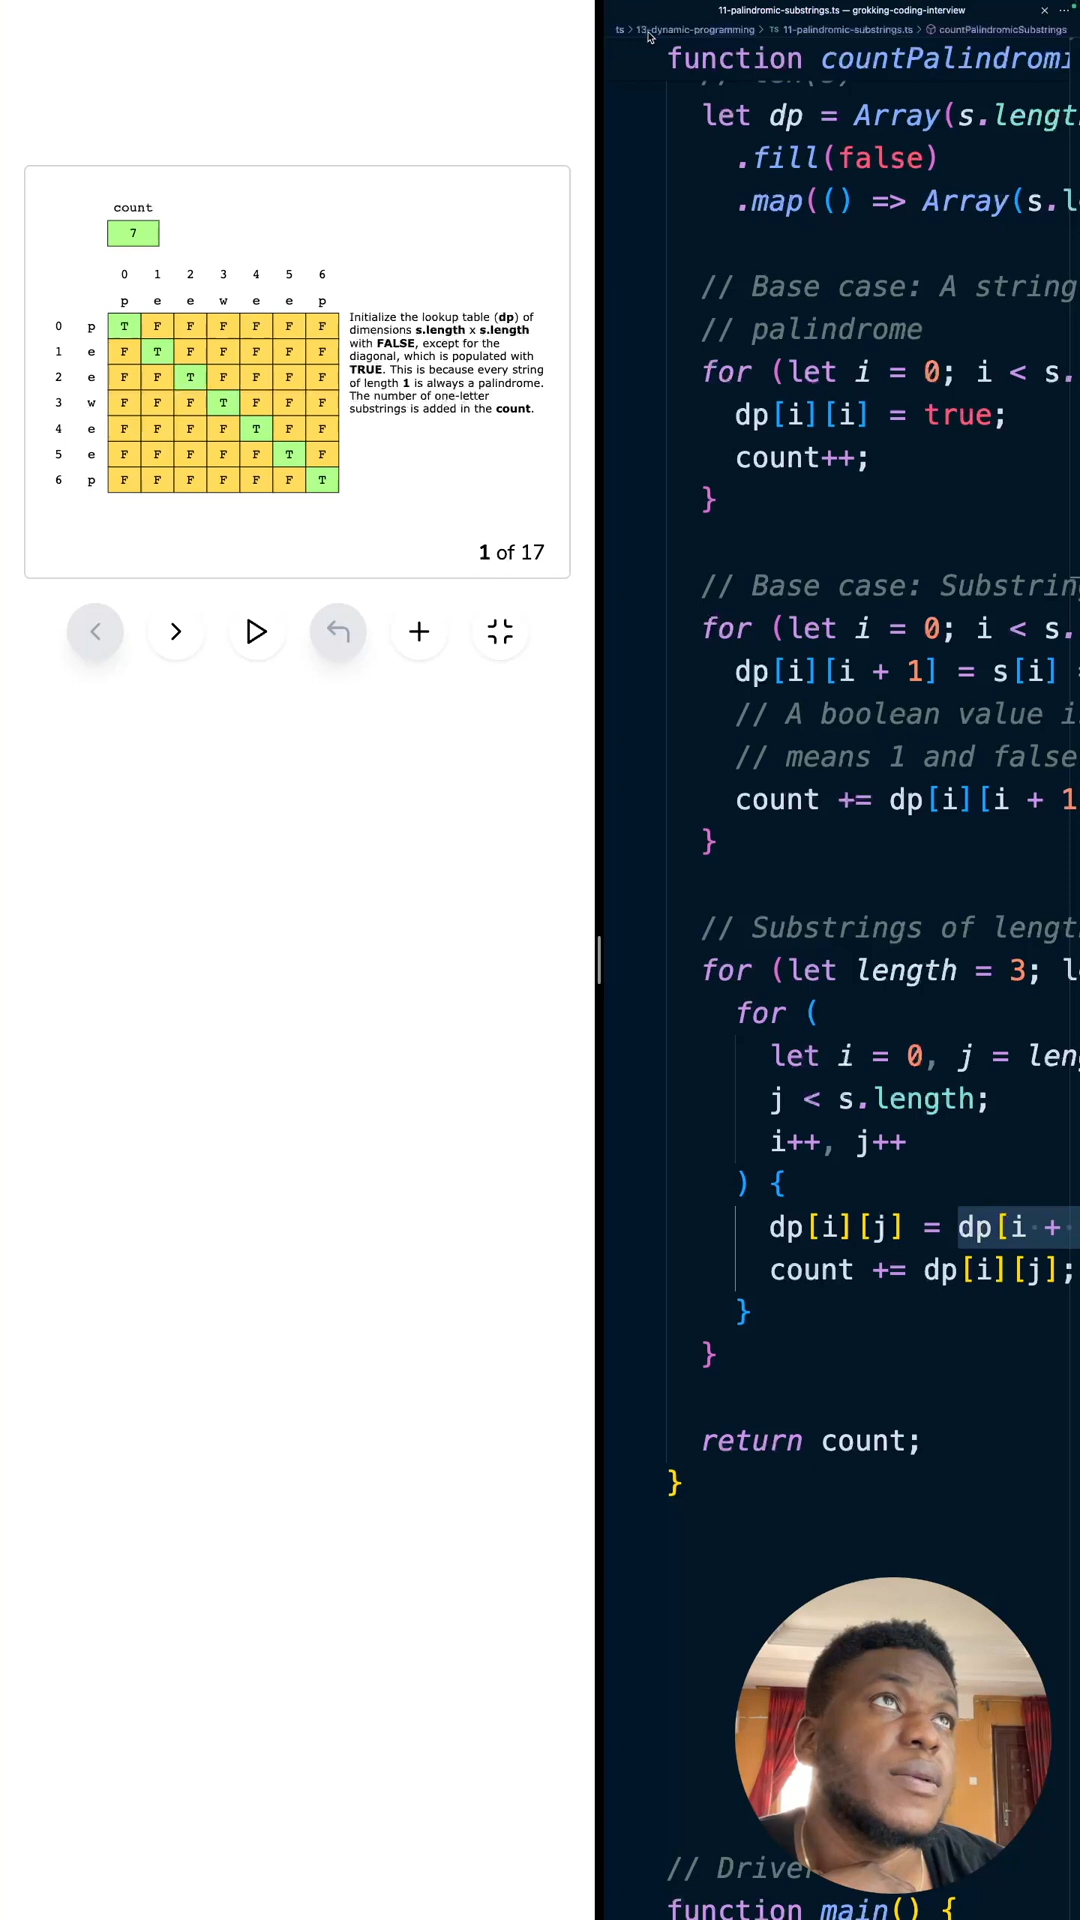 11-palindromic-substrings.ts — grokking-coding-interview
ts > 13-dynamic-programming > TS 11-palindromic-substrings.ts > countPalindromicSubstrings
count
7
0 1 2 3 4 5 6
p e e w e e p
0 p T F F F F F F
1 e F T F F F F F
2 e F F T F F F F
3 w F F F T F F F
4 e F F F F T F F
5 e F F F F F T F
6 p F F F F F F T
Initialize the lookup table (dp) of
dimensions s.length x s.length
with FALSE, except for the
diagonal, which is populated with
TRUE. This is because every string
of length 1 is always a palindrome.
The number of one-letter
substrings is added in the count.
1 of 17
function countPalindromi
let dp = Array(s.lengt
.fill(false)
.map(() => Array(s.l
// Base case: A string
// palindrome
for (let i = 0; i < s.
dp[i][i] = true;
count++;
}
// Base case: Substrin
for (let i = 0; i < s.
dp[i][i + 1] = s[i] =
// A boolean value i
// means 1 and false
count += dp[i][i + 1
}
// Substrings of lengt
for (let length = 3; l
for (
let i = 0, j = len
j < s.length;
i++, j++
) {
dp[i][j] = dp[i +
count += dp[i][j];
}
}
return count;
}
// Drive
function main() {